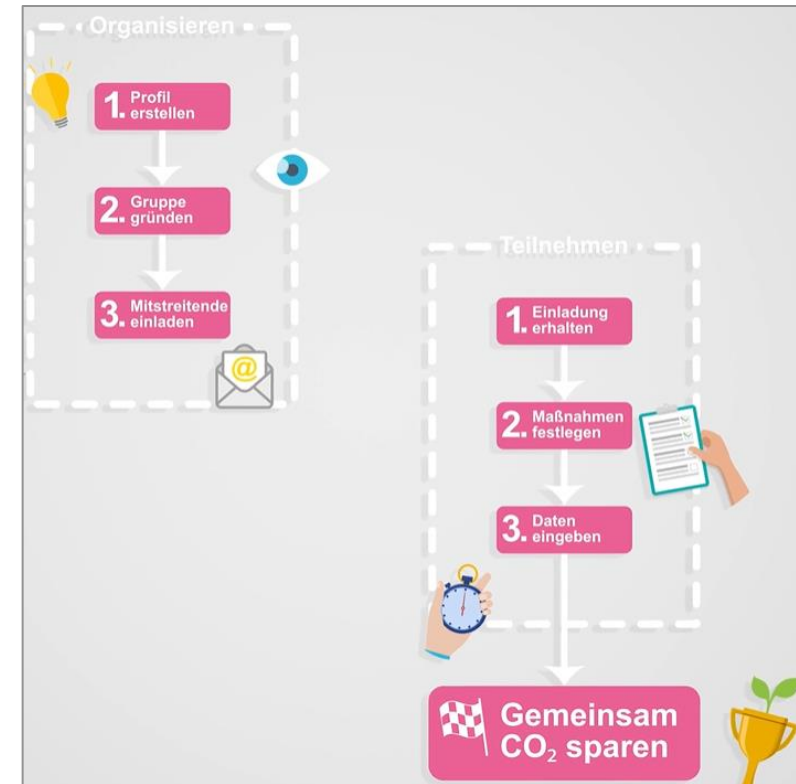 Organisieren
1. Profil
erstellen
2. Gruppe
gründen
3. Mitstreitende
einladen
@
Teilnehmen
1. Einladung
erhalten
2. Maßnahmen
festlegen
3. Daten
eingeben
Gemeinsam
CO₂ sparen